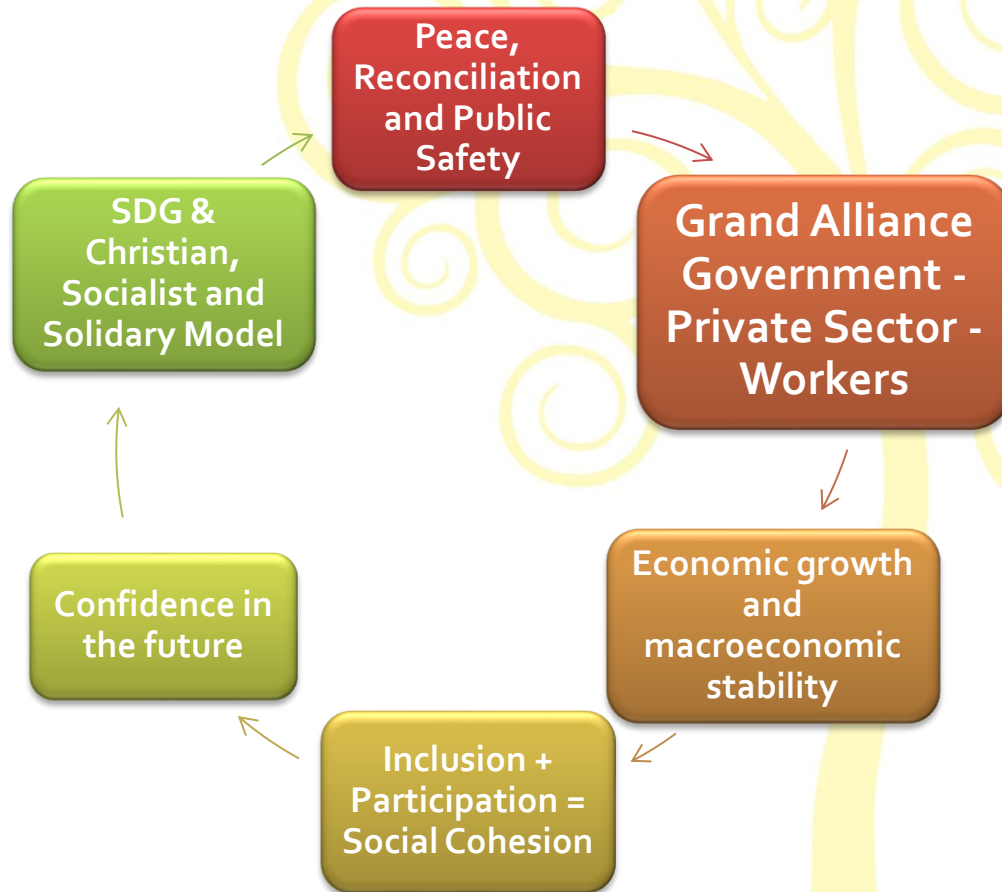 Peace,
Reconciliation
and Public
Safety
Grand Alliance
Government -
Private Sector -
Workers
Economic growth
and
macroeconomic
stability
Inclusion +
Participation =
Social Cohesion
Confidence in
the future
SDG &
Christian,
Socialist and
Solidary Model